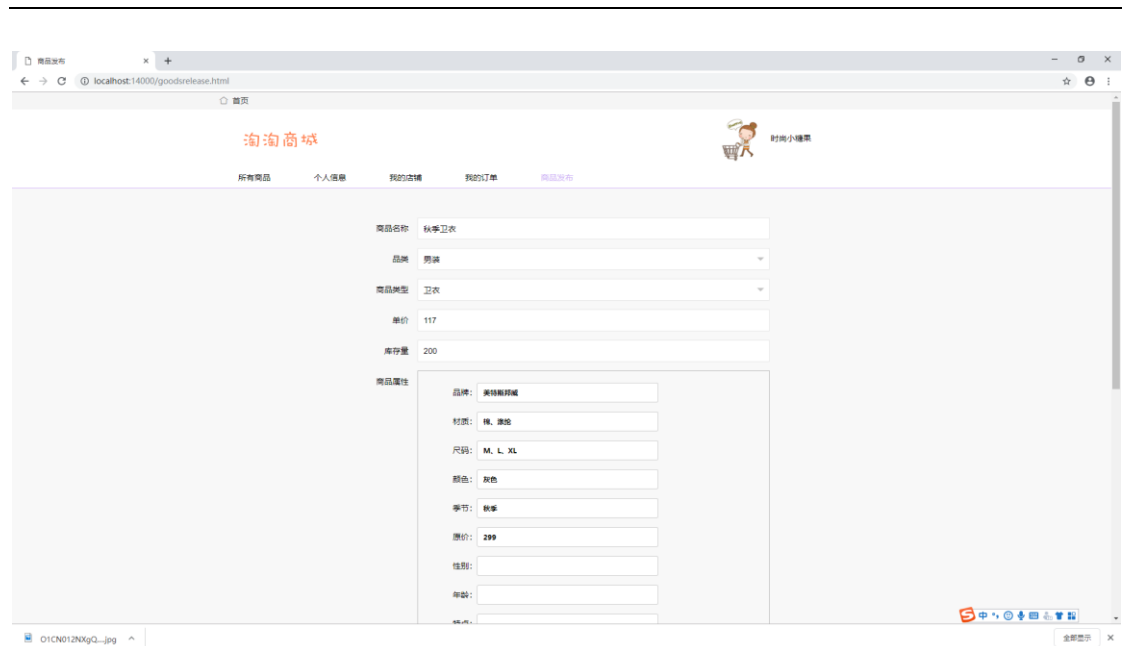 商品发布
localhost:14000/goodsrelease.html
首页
淘淘商城
时尚小糖果
所有商品 个人信息 我的店铺 我的订单 商品发布
商品名称 秋季卫衣
品类 男装
商品类型 卫衣
单价 117
库存量 200
商品属性
品牌: 美特斯邦威
材质: 棉、涤纶
尺码: M、L、XL
颜色: 灰色
季节: 秋季
原价: 299
性别:
年龄:
中
O1CN012NXgQ....jpg
全部显示